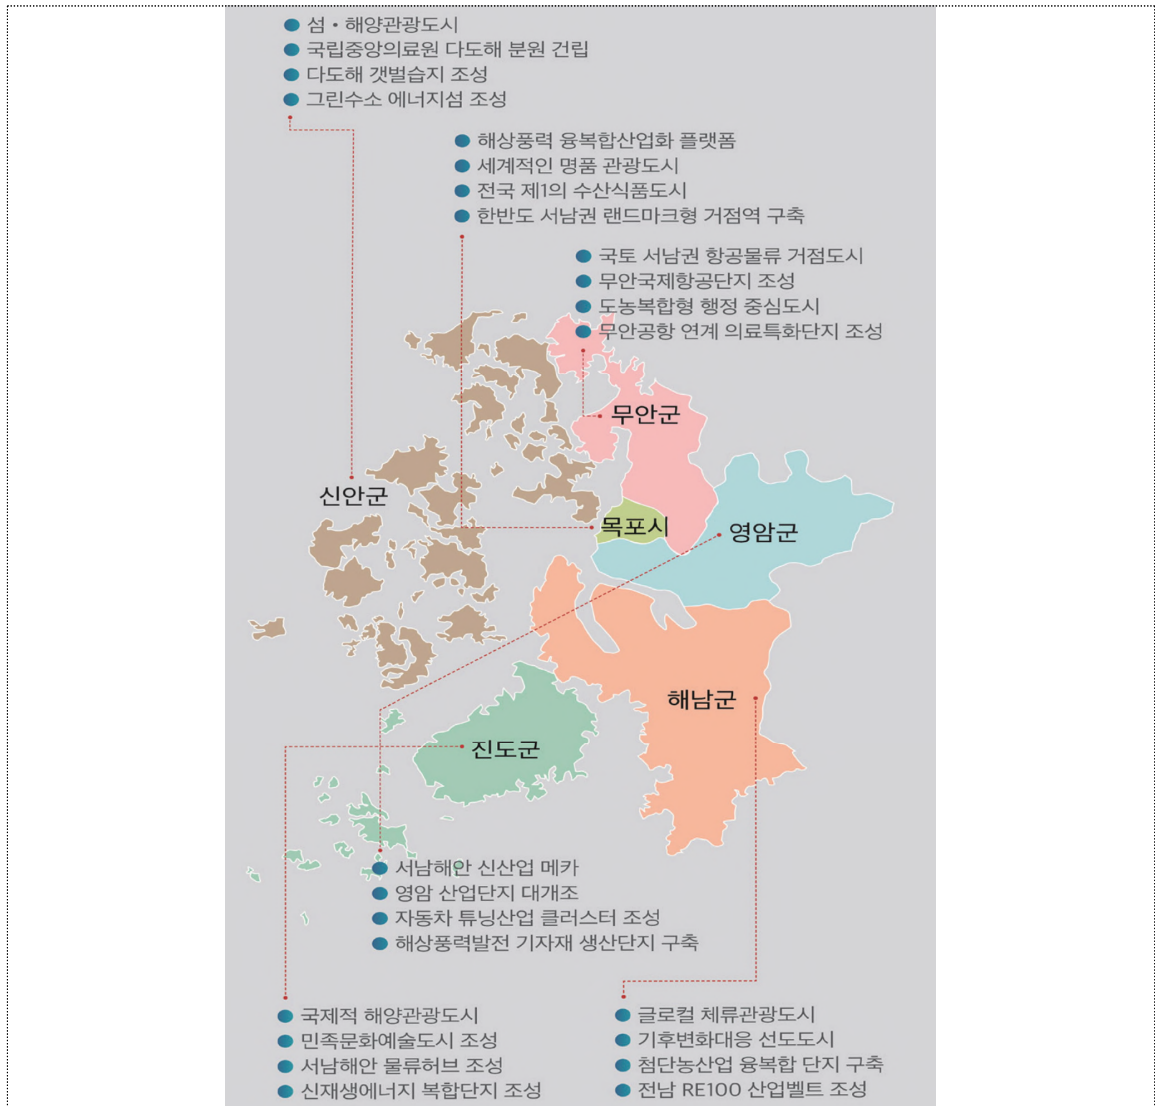 섬·해양관광도시
국립중앙의료원 다도해 분원 건립
다도해 갯벌습지 조성
그린수소 에너지섬 조성
해상풍력 융복합산업화 플랫폼
세계적인 명품 관광도시
전국 제1의 수산식품도시
한반도 서남권 랜드마크형 거점역 구축
국토 서남권 항공물류 거점도시
무안국제항공단지 조성
도농복합형 행정 중심도시
무안공항 연계 의료특화단지 조성
무안군
신안군
목포시
영암군
해남군
진도군
서남해안 신산업 메카
영암 산업단지 대개조
자동차 튜닝산업 클러스터 조성
해상풍력발전 기자재 생산단지 구축
국제적 해양관광도시
민족문화예술도시 조성
서남해안 물류허브 조성
신재생에너지 복합단지 조성
글로컬 체류관광도시
기후변화대응 선도도시
첨단농산업 융복합 단지 구축
전남 RE100 산업벨트 조성